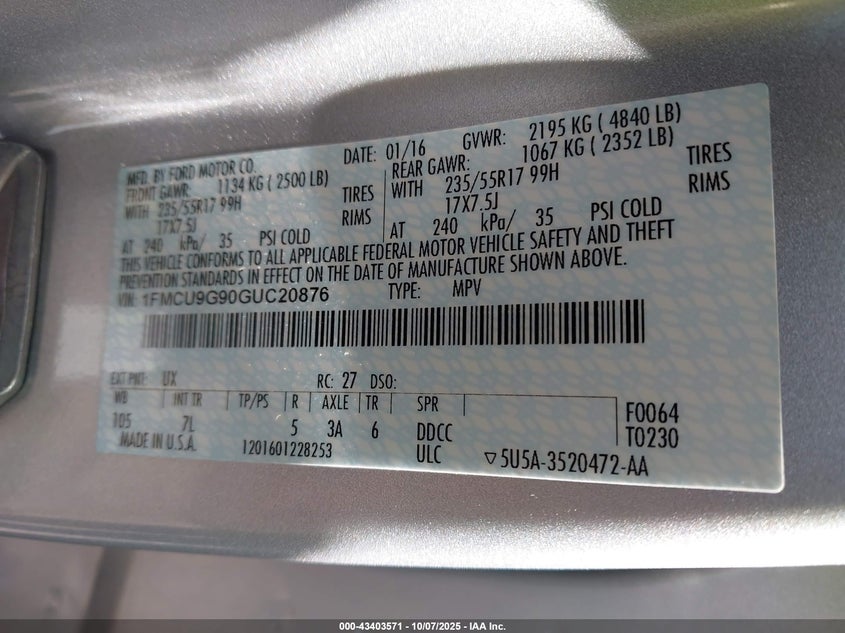 MFD. BY FORD MOTOR CO.
DATE: 01/16 GVWR: 2195 KG ( 4840 LB)
FRONT GAWR: 1134 KG ( 2500 LB) REAR GAWR: 1067 KG ( 2352 LB)
WITH 235/55R17 99H TIRES WITH 235/55R17 99H TIRES
17X7.5J RIMS 17X7.5J RIMS
AT 240 kPa/ 35 PSI COLD AT 240 kPa/ 35 PSI COLD
THIS VEHICLE CONFORMS TO ALL APPLICABLE FEDERAL MOTOR VEHICLE SAFETY AND THEFT
PREVENTION STANDARDS IN EFFECT ON THE DATE OF MANUFACTURE SHOWN ABOVE.
VIN: 1FMCU9G90GUC20876 TYPE: MPV
EXT PNT: UX RC: 27 DSO:
WB INT TR TP/PS R AXLE TR SPR
105 7L 5 3A 6 DDCC F0064
MADE IN U.S.A. 1201601228253 ULC T0230
▽5U5A-3520472-AA
000-43403571 | 10/07/2025 - IAA Inc.